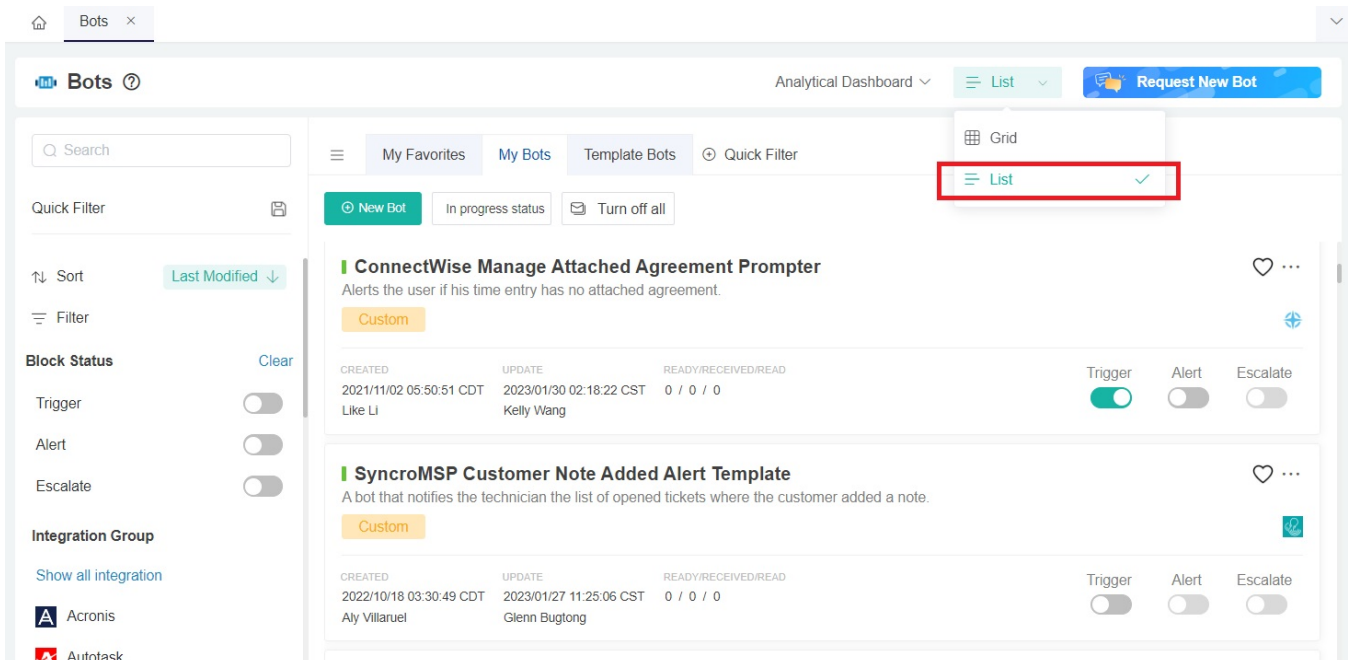 Bots ×
Bots
Analytical Dashboard
List
Request New Bot
Grid
List
Search
Quick Filter
Sort
Last Modified
Filter
Block Status
Clear
Trigger
Alert
Escalate
Integration Group
Show all integration
Acronis
Autotask
My Favorites
My Bots
Template Bots
Quick Filter
New Bot
In progress status
Turn off all
ConnectWise Manage Attached Agreement Prompter
Alerts the user if his time entry has no attached agreement.
Custom
CREATED UPDATE READY/RECEIVED/READ
2021/11/02 05:50:51 CDT 2023/01/30 02:18:22 CST 0 / 0 / 0
Like Li Kelly Wang
Trigger Alert Escalate
SyncroMSP Customer Note Added Alert Template
A bot that notifies the technician the list of opened tickets where the customer added a note.
Custom
CREATED UPDATE READY/RECEIVED/READ
2022/10/18 03:30:49 CDT 2023/01/27 11:25:06 CST 0 / 0 / 0
Aly Villaruel Glenn Bugtong
Trigger Alert Escalate